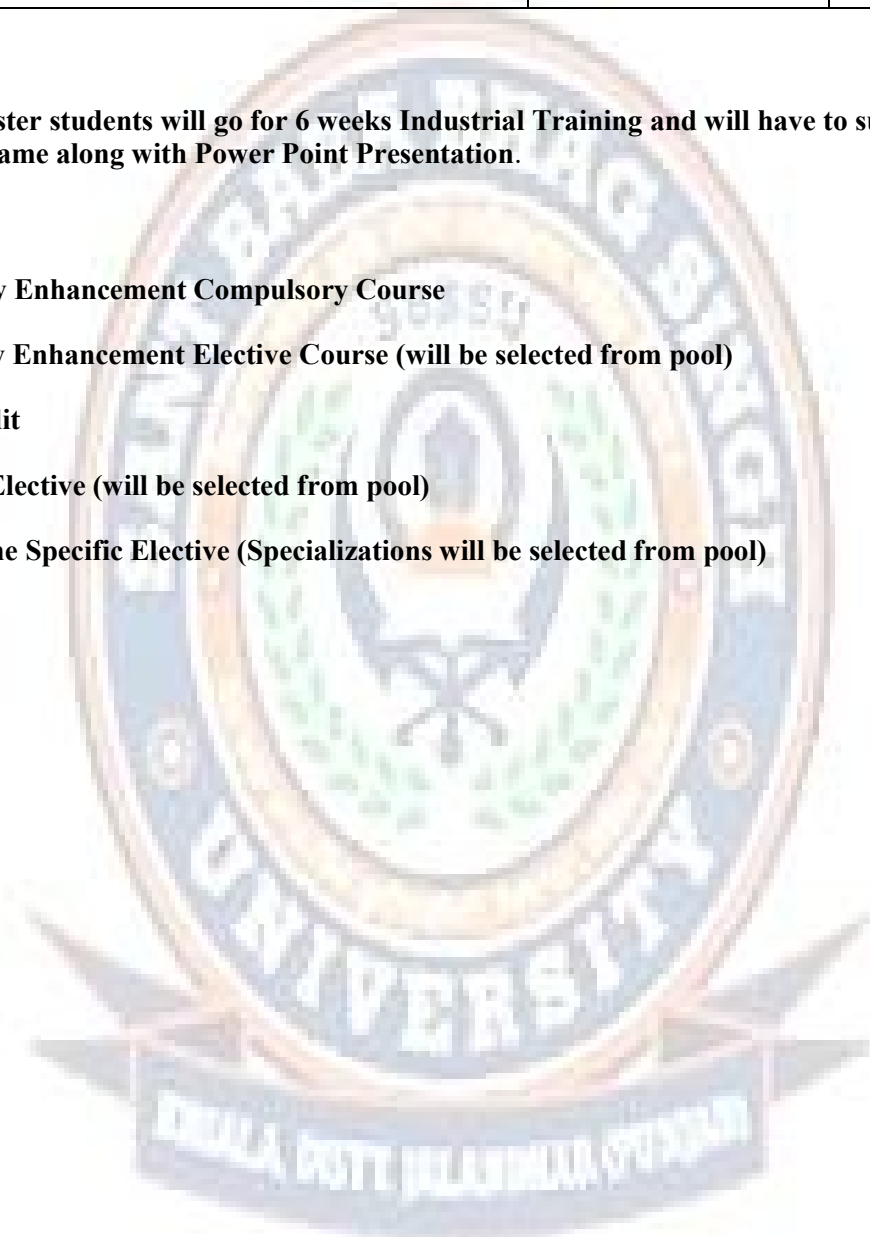 ster students will go for 6 weeks Industrial Training and will have to su
ame along with Power Point Presentation.
y Enhancement Compulsory Course
y Enhancement Elective Course (will be selected from pool)
lit
Elective (will be selected from pool)
ne Specific Elective (Specializations will be selected from pool)
SINGH
UNIVERSITY